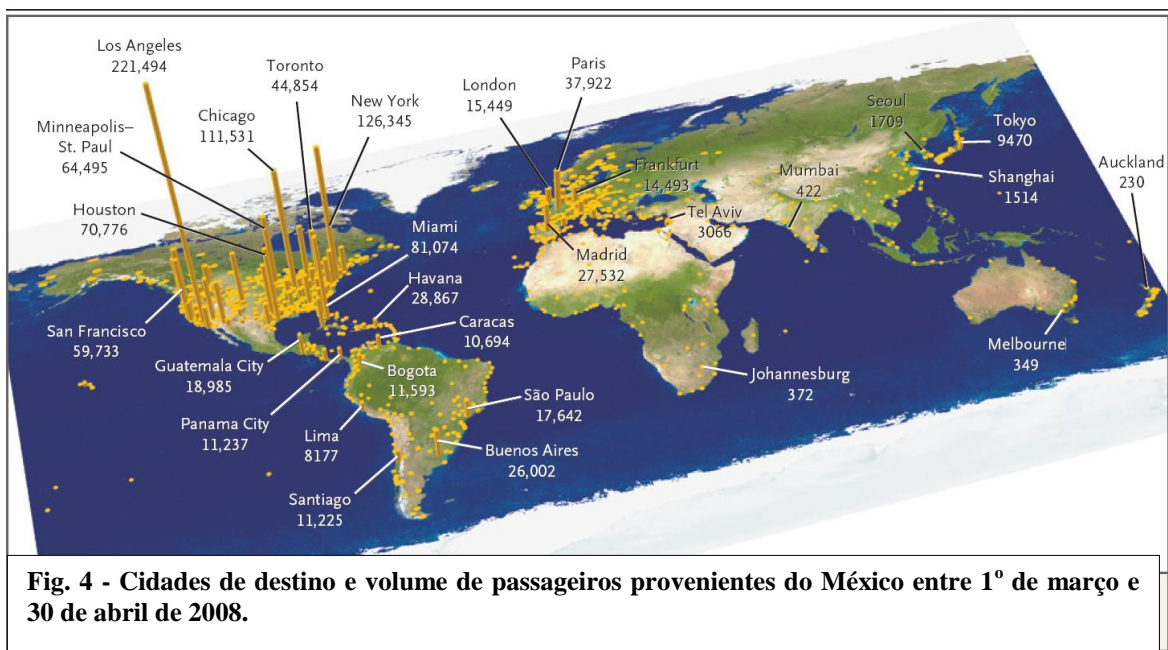 Los Angeles
221,494
Toronto
44,854
Chicago
111,531
New York
126,345
Minneapolis–
St. Paul
64,495
Houston
70,776
London
15,449
Paris
37,922
Frankfurt
14,493
Madrid
27,532
Tel Aviv
3066
Mumbai
422
Seoul
1709
Tokyo
9470
Shanghai
1514
Auckland
230
Miami
81,074
Havana
28,867
Caracas
10,694
San Francisco
59,733
Guatemala City
18,985
Panama City
11,237
Bogota
11,593
Lima
8177
São Paulo
17,642
Buenos Aires
26,002
Santiago
11,225
Johannesburg
372
Melbourne
349
Fig. 4 - Cidades de destino e volume de passageiros provenientes do México entre 1º de março e
30 de abril de 2008.